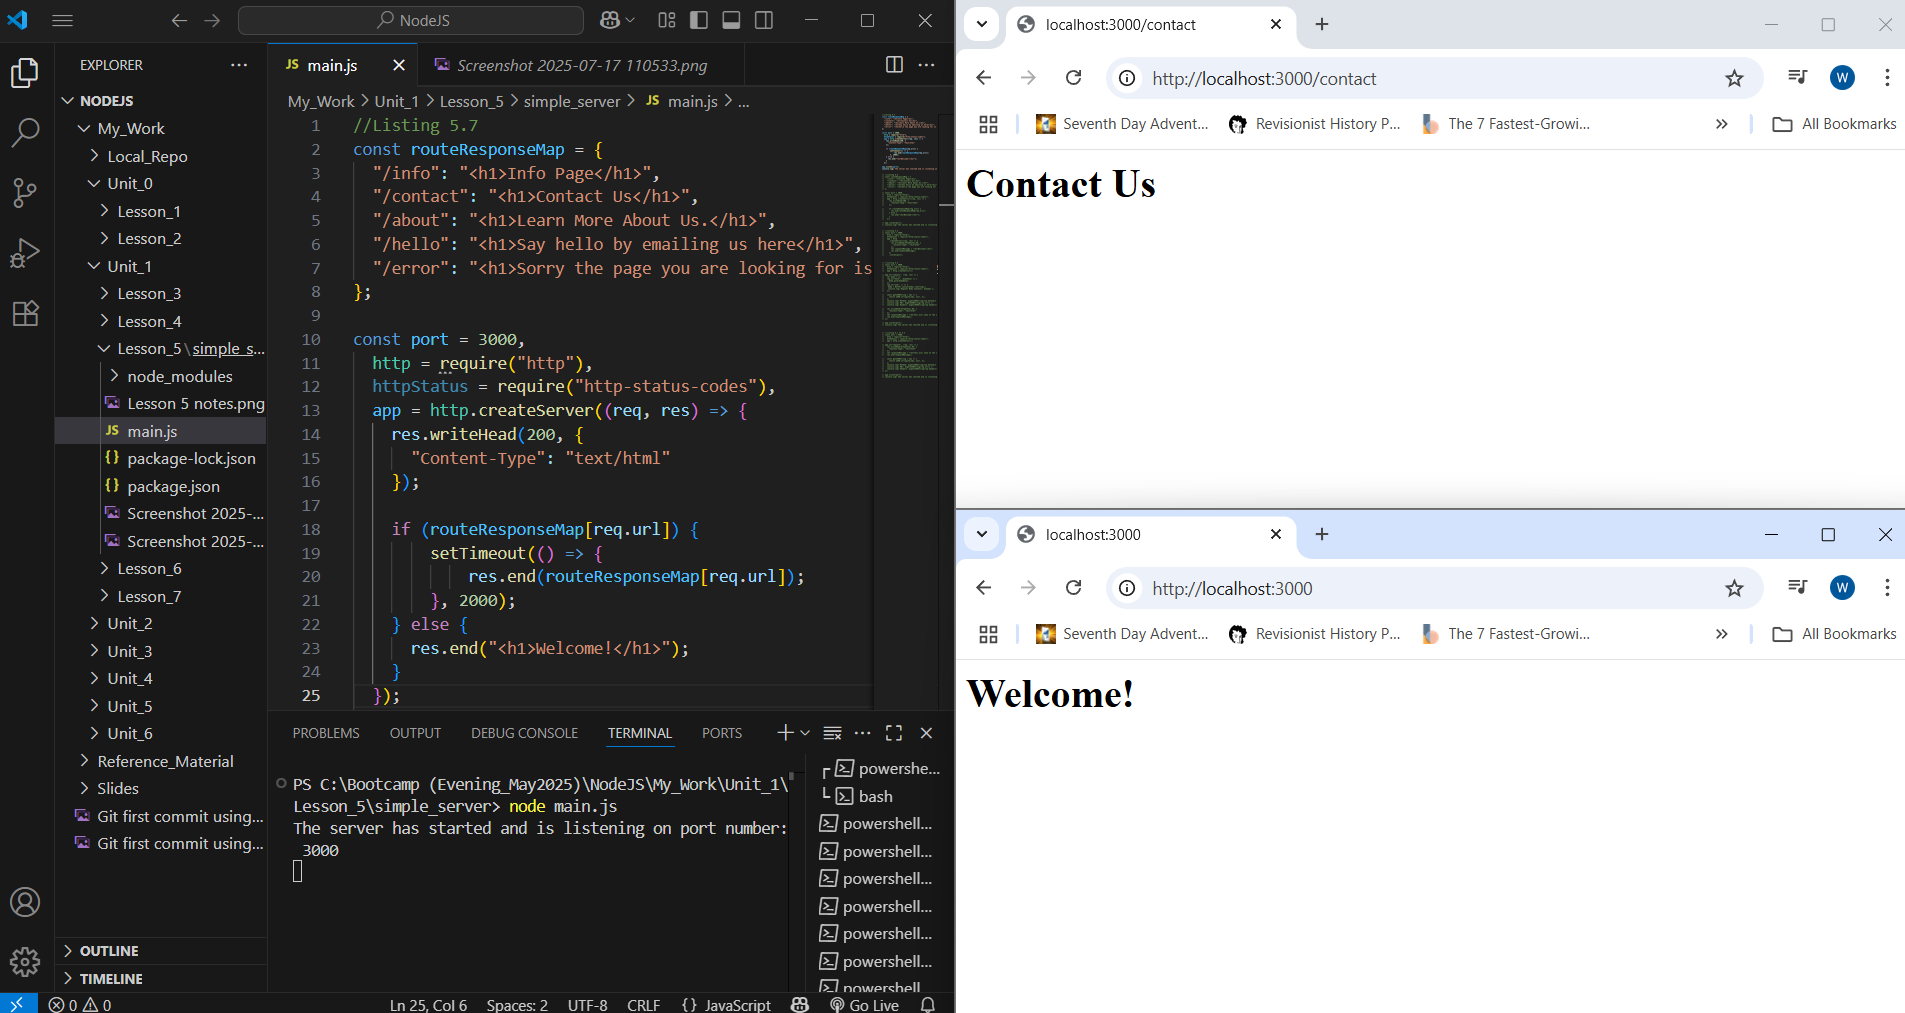 NodeJS
EXPLORER
NODEJS
My_Work
Local_Repo
Unit_0
Lesson_1
Lesson_2
Unit_1
Lesson_3
Lesson_4
Lesson_5\simple_s...
node_modules
Lesson 5 notes.png
JS main.js
{} package-lock.json
{} package.json
Screenshot 2025-...
Screenshot 2025-...
Lesson_6
Lesson_7
Unit_2
Unit_3
Unit_4
Unit_5
Unit_6
Reference_Material
Slides
Git first commit using...
Git first commit using...
OUTLINE
TIMELINE
JS main.js
Screenshot 2025-07-17 110533.png
My_Work > Unit_1 > Lesson_5 > simple_server > JS main.js > ...
1 //Listing 5.7
2 const routeResponseMap = {
3 "/info": "<h1>Info Page</h1>",
4 "/contact": "<h1>Contact Us</h1>",
5 "/about": "<h1>Learn More About Us.</h1>",
6 "/hello": "<h1>Say hello by emailing us here</h1>",
7 "/error": "<h1>Sorry the page you are looking for is
8 };
9
10 const port = 3000,
11 http = require("http"),
12 httpStatus = require("http-status-codes"),
13 app = http.createServer((req, res) => {
14 res.writeHead(200, {
15 "Content-Type": "text/html"
16 });
17
18 if (routeResponseMap[req.url]) {
19 setTimeout(() => {
20 res.end(routeResponseMap[req.url]);
21 }, 2000);
22 } else {
23 res.end("<h1>Welcome!</h1>");
24 }
25 });
PROBLEMS OUTPUT DEBUG CONSOLE TERMINAL PORTS
PS C:\Bootcamp (Evening_May2025)\NodeJS\My_Work\Unit_1\
Lesson_5\simple_server> node main.js
The server has started and is listening on port number:
3000
powershe...
bash
powershell...
powershell...
powershell...
powershell...
powershell...
powershell...
powershell
0 0 Ln 25, Col 6 Spaces: 2 UTF-8 CRLF {} JavaScript Go Live
localhost:3000/contact
http://localhost:3000/contact
W
Seventh Day Advent... Revisionist History P... The 7 Fastest-Growi... » All Bookmarks
Contact Us
localhost:3000
http://localhost:3000
W
Seventh Day Advent... Revisionist History P... The 7 Fastest-Growi... » All Bookmarks
Welcome!